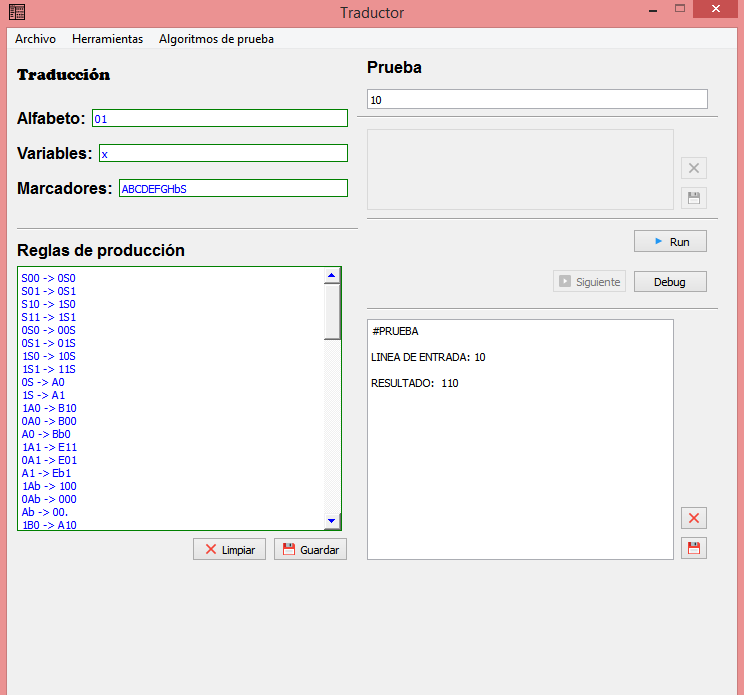 Traductor
Archivo Herramientas Algoritmos de prueba
Traducción
Alfabeto: 01
Variables: x
Marcadores: ABCDEFGHbS
Reglas de producción
S00 -> 0S0
S01 -> 0S1
S10 -> 1S0
S11 -> 1S1
0S0 -> 00S
0S1 -> 01S
1S0 -> 10S
1S1 -> 11S
0S -> A0
1S -> A1
1A0 -> B10
0A0 -> B00
A0 -> Bb0
1A1 -> E11
0A1 -> E01
A1 -> Eb1
1Ab -> 100
0Ab -> 000
Ab -> 00.
1B0 -> A10
Limpiar Guardar
Prueba
10
Run
Siguiente Debug
#PRUEBA
LINEA DE ENTRADA: 10
RESULTADO: 110